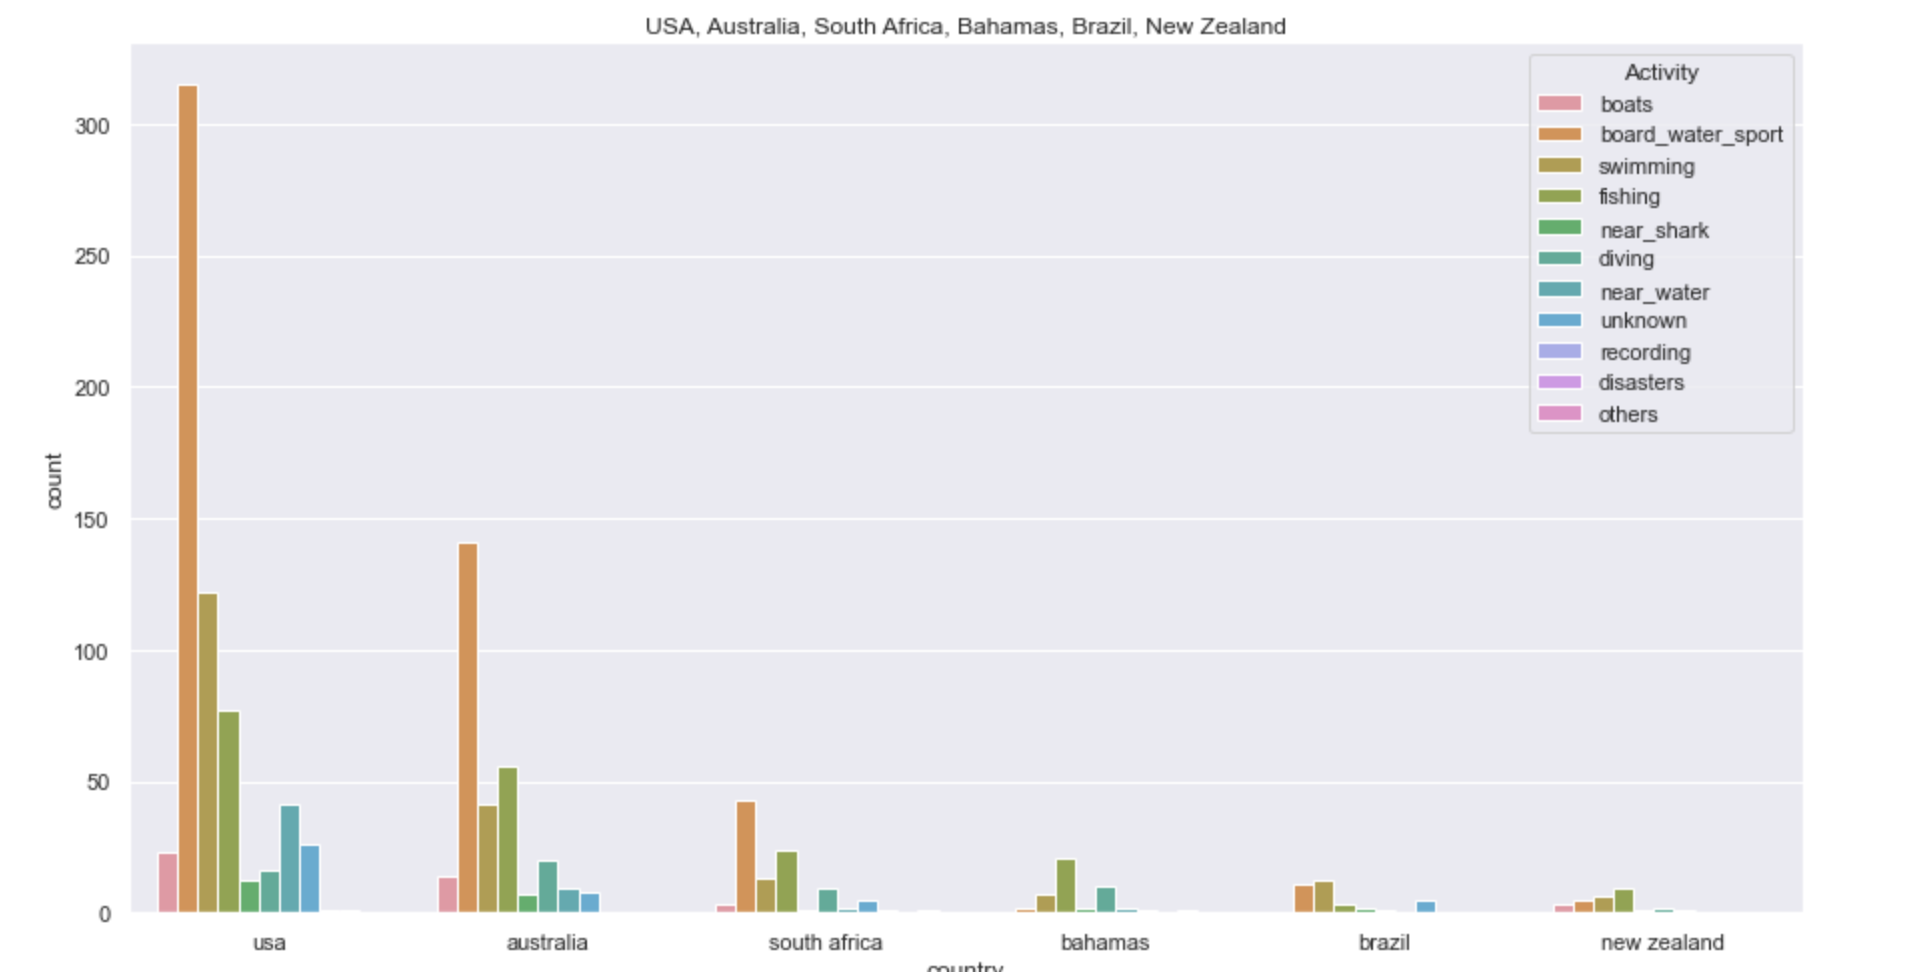 USA, Australia, South Africa, Bahamas, Brazil, New Zealand
Activity
boats
board_water_sport
swimming
fishing
near_shark
diving
near_water
unknown
recording
disasters
others
count
300
250
200
150
100
50
0
usa australia south africa bahamas brazil new zealand
country